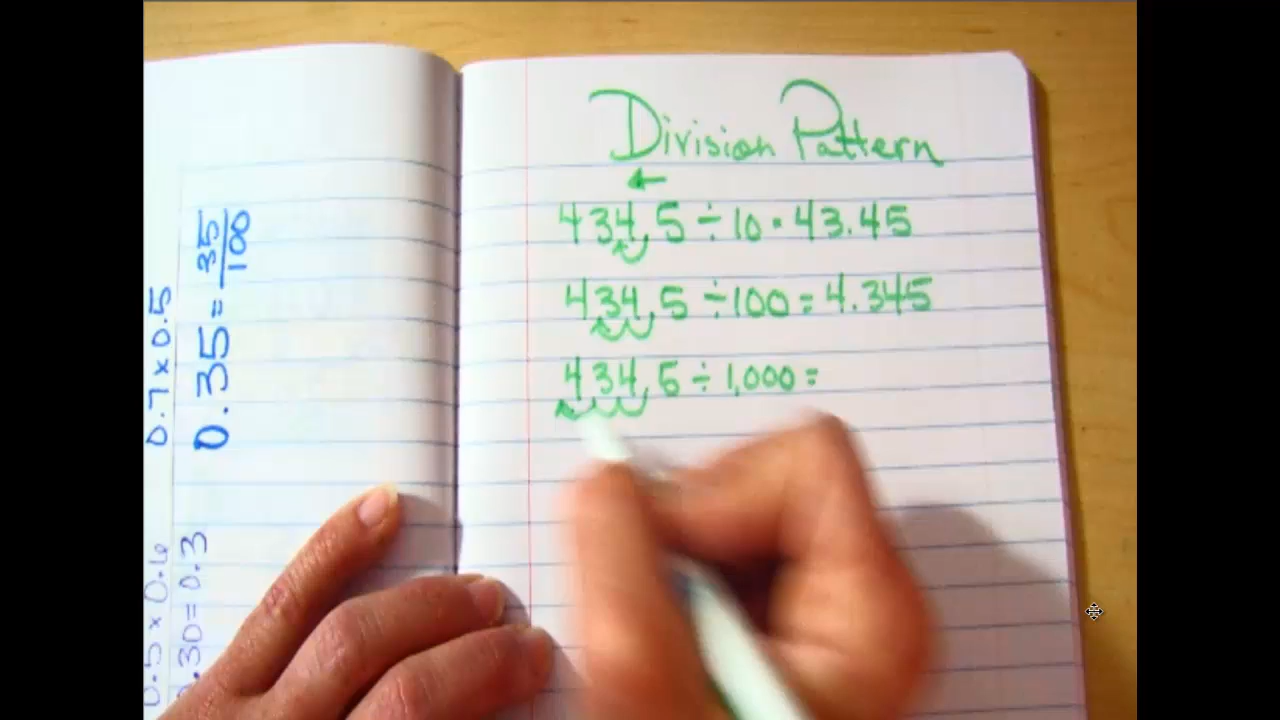 Division Pattern
←
434.5 ÷ 10 = 43.45
434.5 ÷ 100 = 4.345
434.5 ÷ 1,000 =
0.7 x 0.5
0.35 = 35/100
0.5 x 0.6
.30 = 0.3